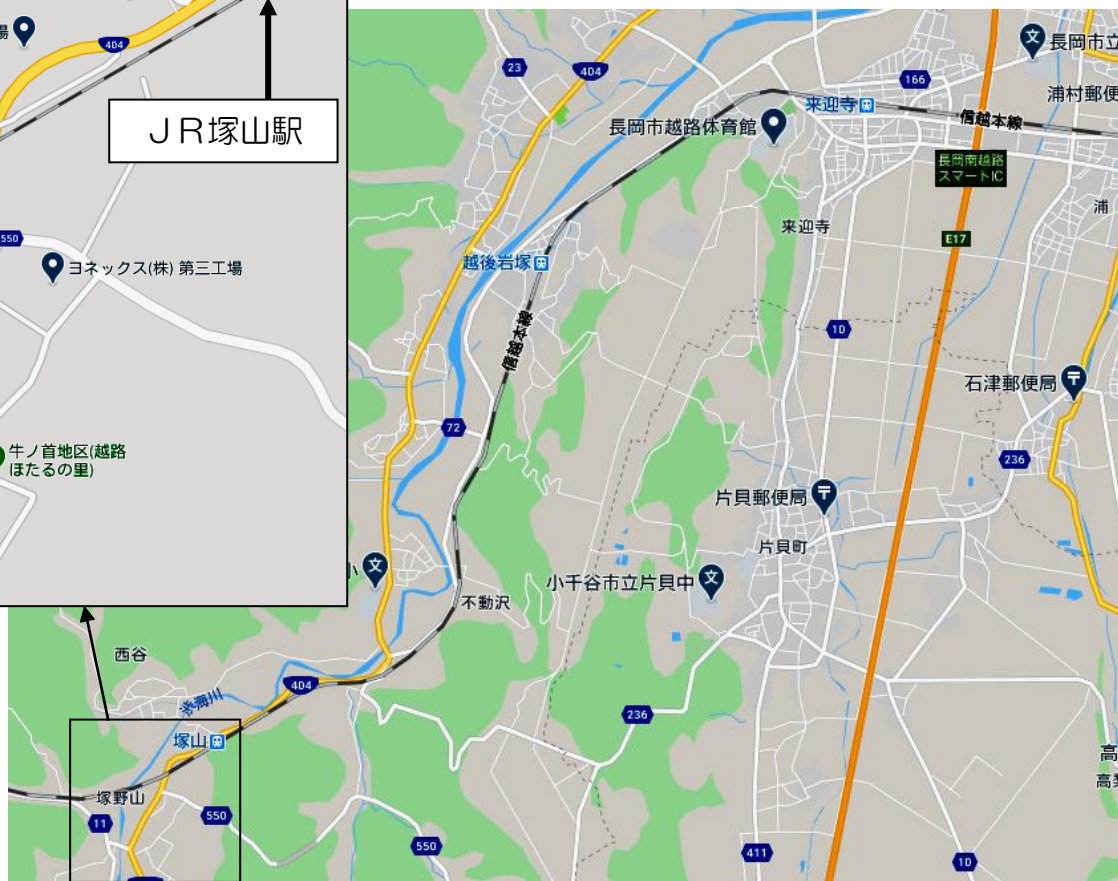 場
404
JR塚山駅
550
ヨネックス(株) 第三工場
牛ノ首地区(越路
ほたるの里)
23
404
166
長岡市立
浦村郵便
来迎寺
信越本線
長岡市越路体育館
長岡南越路
スマートIC
浦
来迎寺
E17
越後岩塚
信越本線
10
石津郵便局
72
236
片貝郵便局
片貝町
小
小千谷市立片貝中
不動沢
西谷
404
渋海川
236
塚山
高
高梨
塚野山
11
550
550
411
10